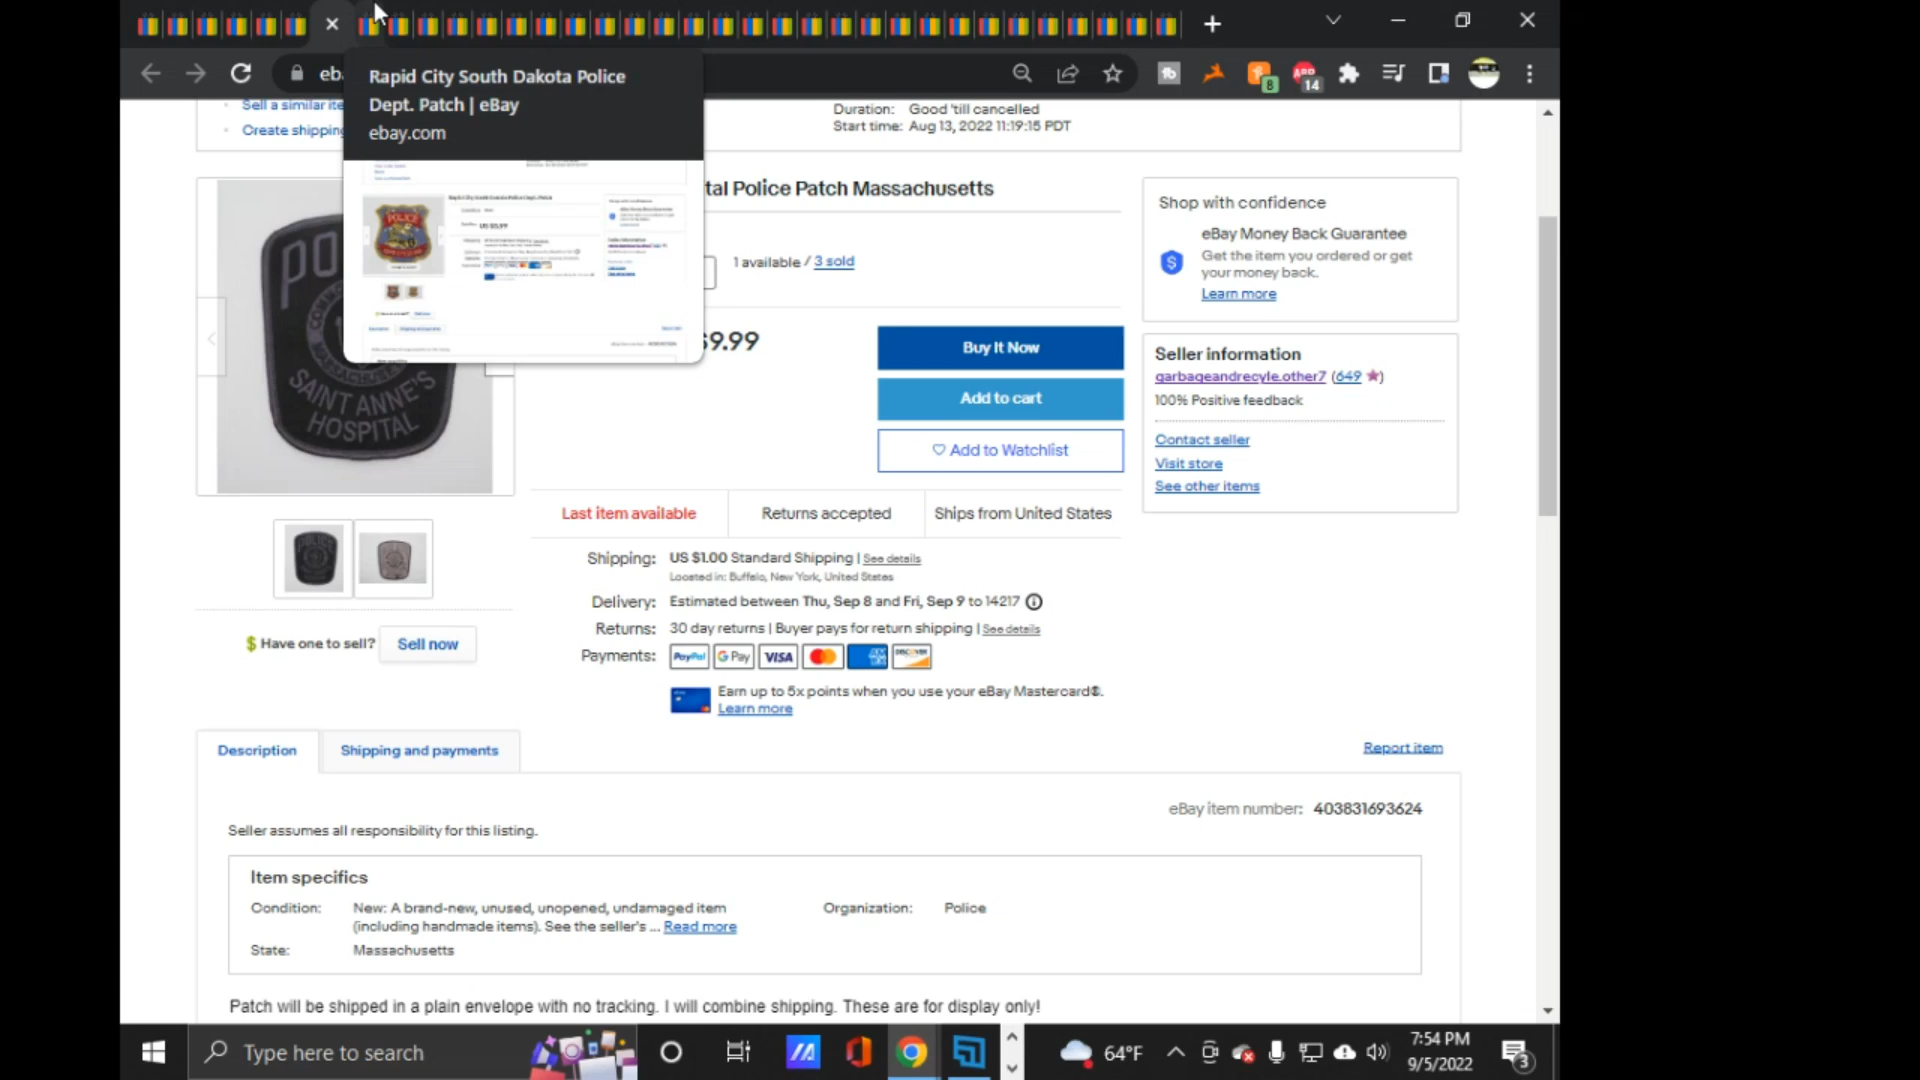 eb
Rapid City South Dakota Police
Dept. Patch | eBay
ebay.com
8
14
Sell a similar ite
Create shipping
Duration: Good 'till cancelled
Start time: Aug 13, 2022 11:19:15 PDT
tal Police Patch Massachusetts
1 available / 3 sold
$9.99
Buy It Now
Add to cart
Add to Watchlist
Last item available
Returns accepted
Ships from United States
Shipping: US $1.00 Standard Shipping | See details
Located in: Buffalo, New York, United States
Delivery: Estimated between Thu, Sep 8 and Fri, Sep 9 to 14217
Returns: 30 day returns | Buyer pays for return shipping | See details
Payments: PayPal G Pay VISA DISCOVER
Earn up to 5x points when you use your eBay Mastercard®.
Learn more
Shop with confidence
eBay Money Back Guarantee
Get the item you ordered or get
your money back.
Learn more
Seller information
garbageandrecyle.other7 (649 ★)
100% Positive feedback
Contact seller
Visit store
See other items
PO
SAINT ANNE'S
HOSPITAL
POLICE
$ Have one to sell? Sell now
Description
Shipping and payments
Report item
eBay item number: 403831693624
Seller assumes all responsibility for this listing.
Item specifics
Condition: New: A brand-new, unused, unopened, undamaged item
(including handmade items). See the seller's ... Read more
Organization: Police
State: Massachusetts
Patch will be shipped in a plain envelope with no tracking. I will combine shipping. These are for display only!
Type here to search
64°F
7:54 PM
9/5/2022
3